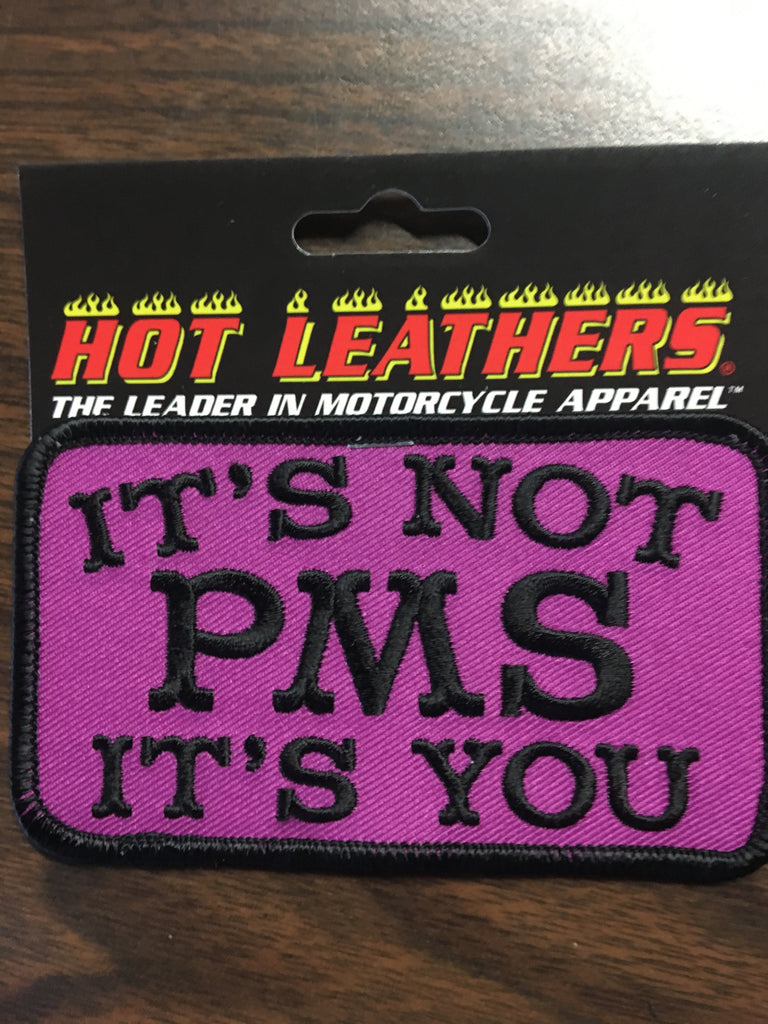 HOT LEATHERS®
THE LEADER IN MOTORCYCLE APPAREL™
IT'S NOT
PMS
IT'S YOU